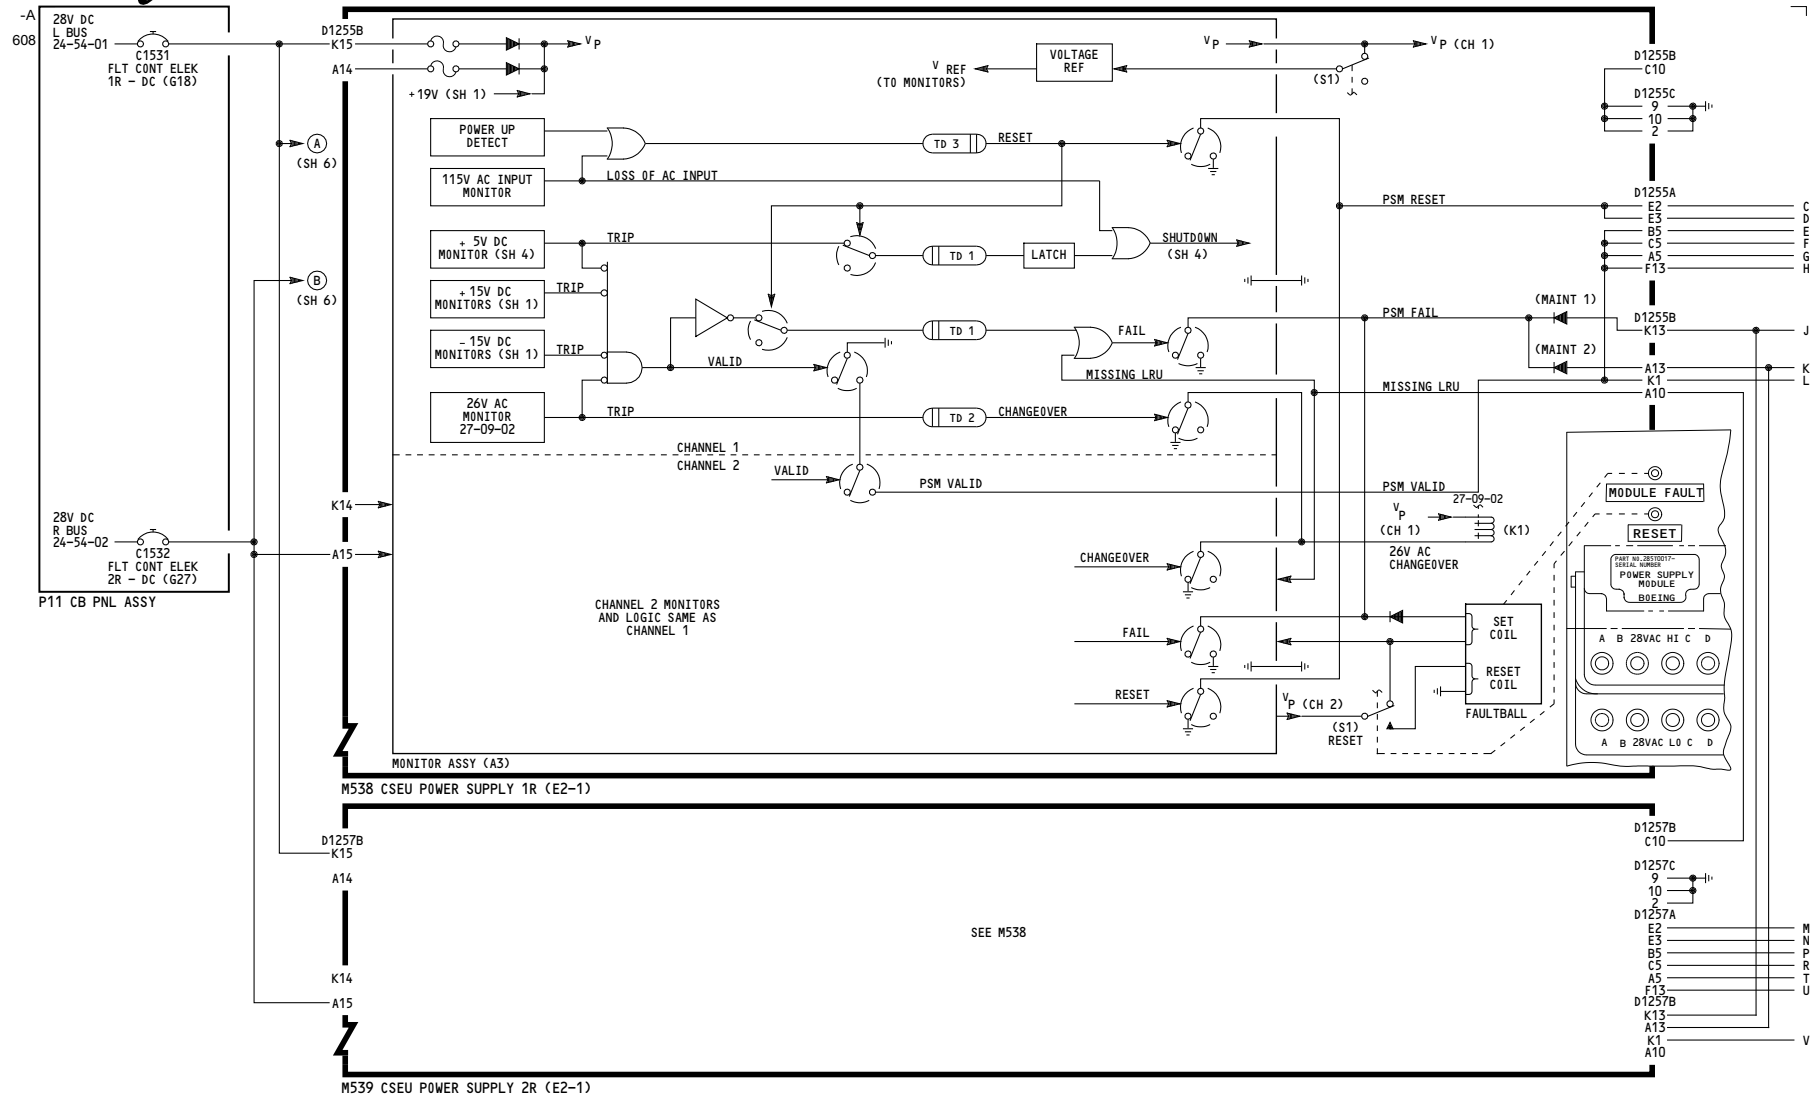 -A
608
28V DC
L BUS
24-54-01
C1531
FLT CONT ELEK
1R - DC (G18)
A
(SH 6)
B
(SH 6)
28V DC
R BUS
24-54-02
C1532
FLT CONT ELEK
2R - DC (G27)
P11 CB PNL ASSY
D1255B
K15
A14
K14
A15
+19V (SH 1)
VP
POWER UP
DETECT
115V AC INPUT
MONITOR
+ 5V DC
MONITOR (SH 4)
+ 15V DC
MONITORS (SH 1)
- 15V DC
MONITORS (SH 1)
26V AC
MONITOR
27-09-02
LOSS OF AC INPUT
TRIP
TRIP
TRIP
TRIP
VALID
CHANNEL 1
CHANNEL 2
VALID
PSM VALID
V REF
(TO MONITORS)
VOLTAGE
REF
VP
VP (CH 1)
(S1)
TD 3
RESET
TD 1
LATCH
SHUTDOWN
(SH 4)
TD 1
FAIL
MISSING LRU
TD 2
CHANGEOVER
PSM RESET
PSM FAIL
(MAINT 1)
(MAINT 2)
MISSING LRU
PSM VALID
27-09-02
VP
(CH 1)
(K1)
26V AC
CHANGEOVER
CHANGEOVER
FAIL
RESET
VP (CH 2)
(S1)
RESET
SET
COIL
RESET
COIL
FAULTBALL
CHANNEL 2 MONITORS
AND LOGIC SAME AS
CHANNEL 1
MONITOR ASSY (A3)
M538 CSEU POWER SUPPLY 1R (E2-1)
D1255B
C10
D1255C
9
10
2
D1255A
E2
E3
B5
C5
A5
F13
D1255B
K13
A13
K1
A10
C
D
E
F
G
H
J
K
L
MODULE FAULT
RESET
PART NO.285T0017-
SERIAL NUMBER
POWER SUPPLY
MODULE
BOEING
A B 28VAC HI C D
A B 28VAC LO C D
D1257B
K15
A14
K14
A15
SEE M538
D1257B
C10
D1257C
9
10
2
D1257A
E2
E3
B5
C5
A5
F13
D1257B
K13
A13
K1
A10
M
N
P
R
T
U
V
M539 CSEU POWER SUPPLY 2R (E2-1)